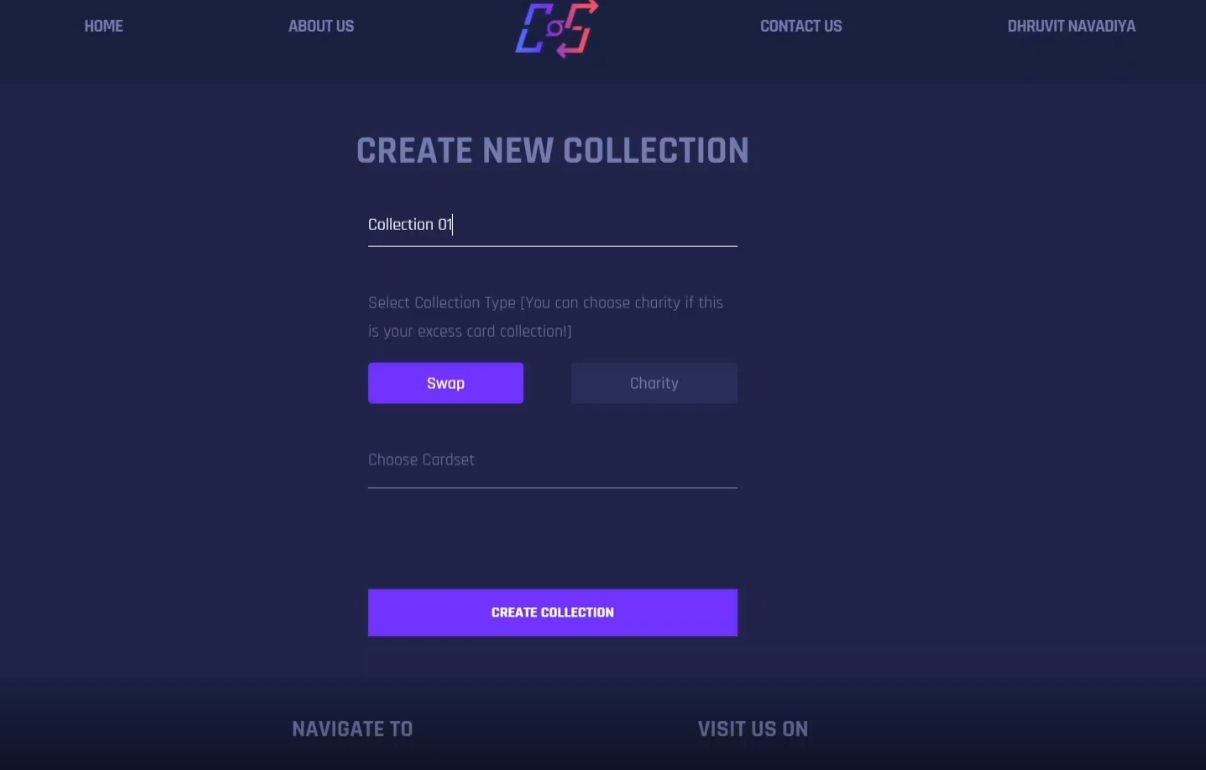 HOME
ABOUT US
CONTACT US
DHRUVIT NAVADIYA
CREATE NEW COLLECTION
Collection 01
Select Collection Type [You can choose charity if this
is your excess card collection!]
Swap
Charity
Choose Cardset
CREATE COLLECTION
NAVIGATE TO
VISIT US ON